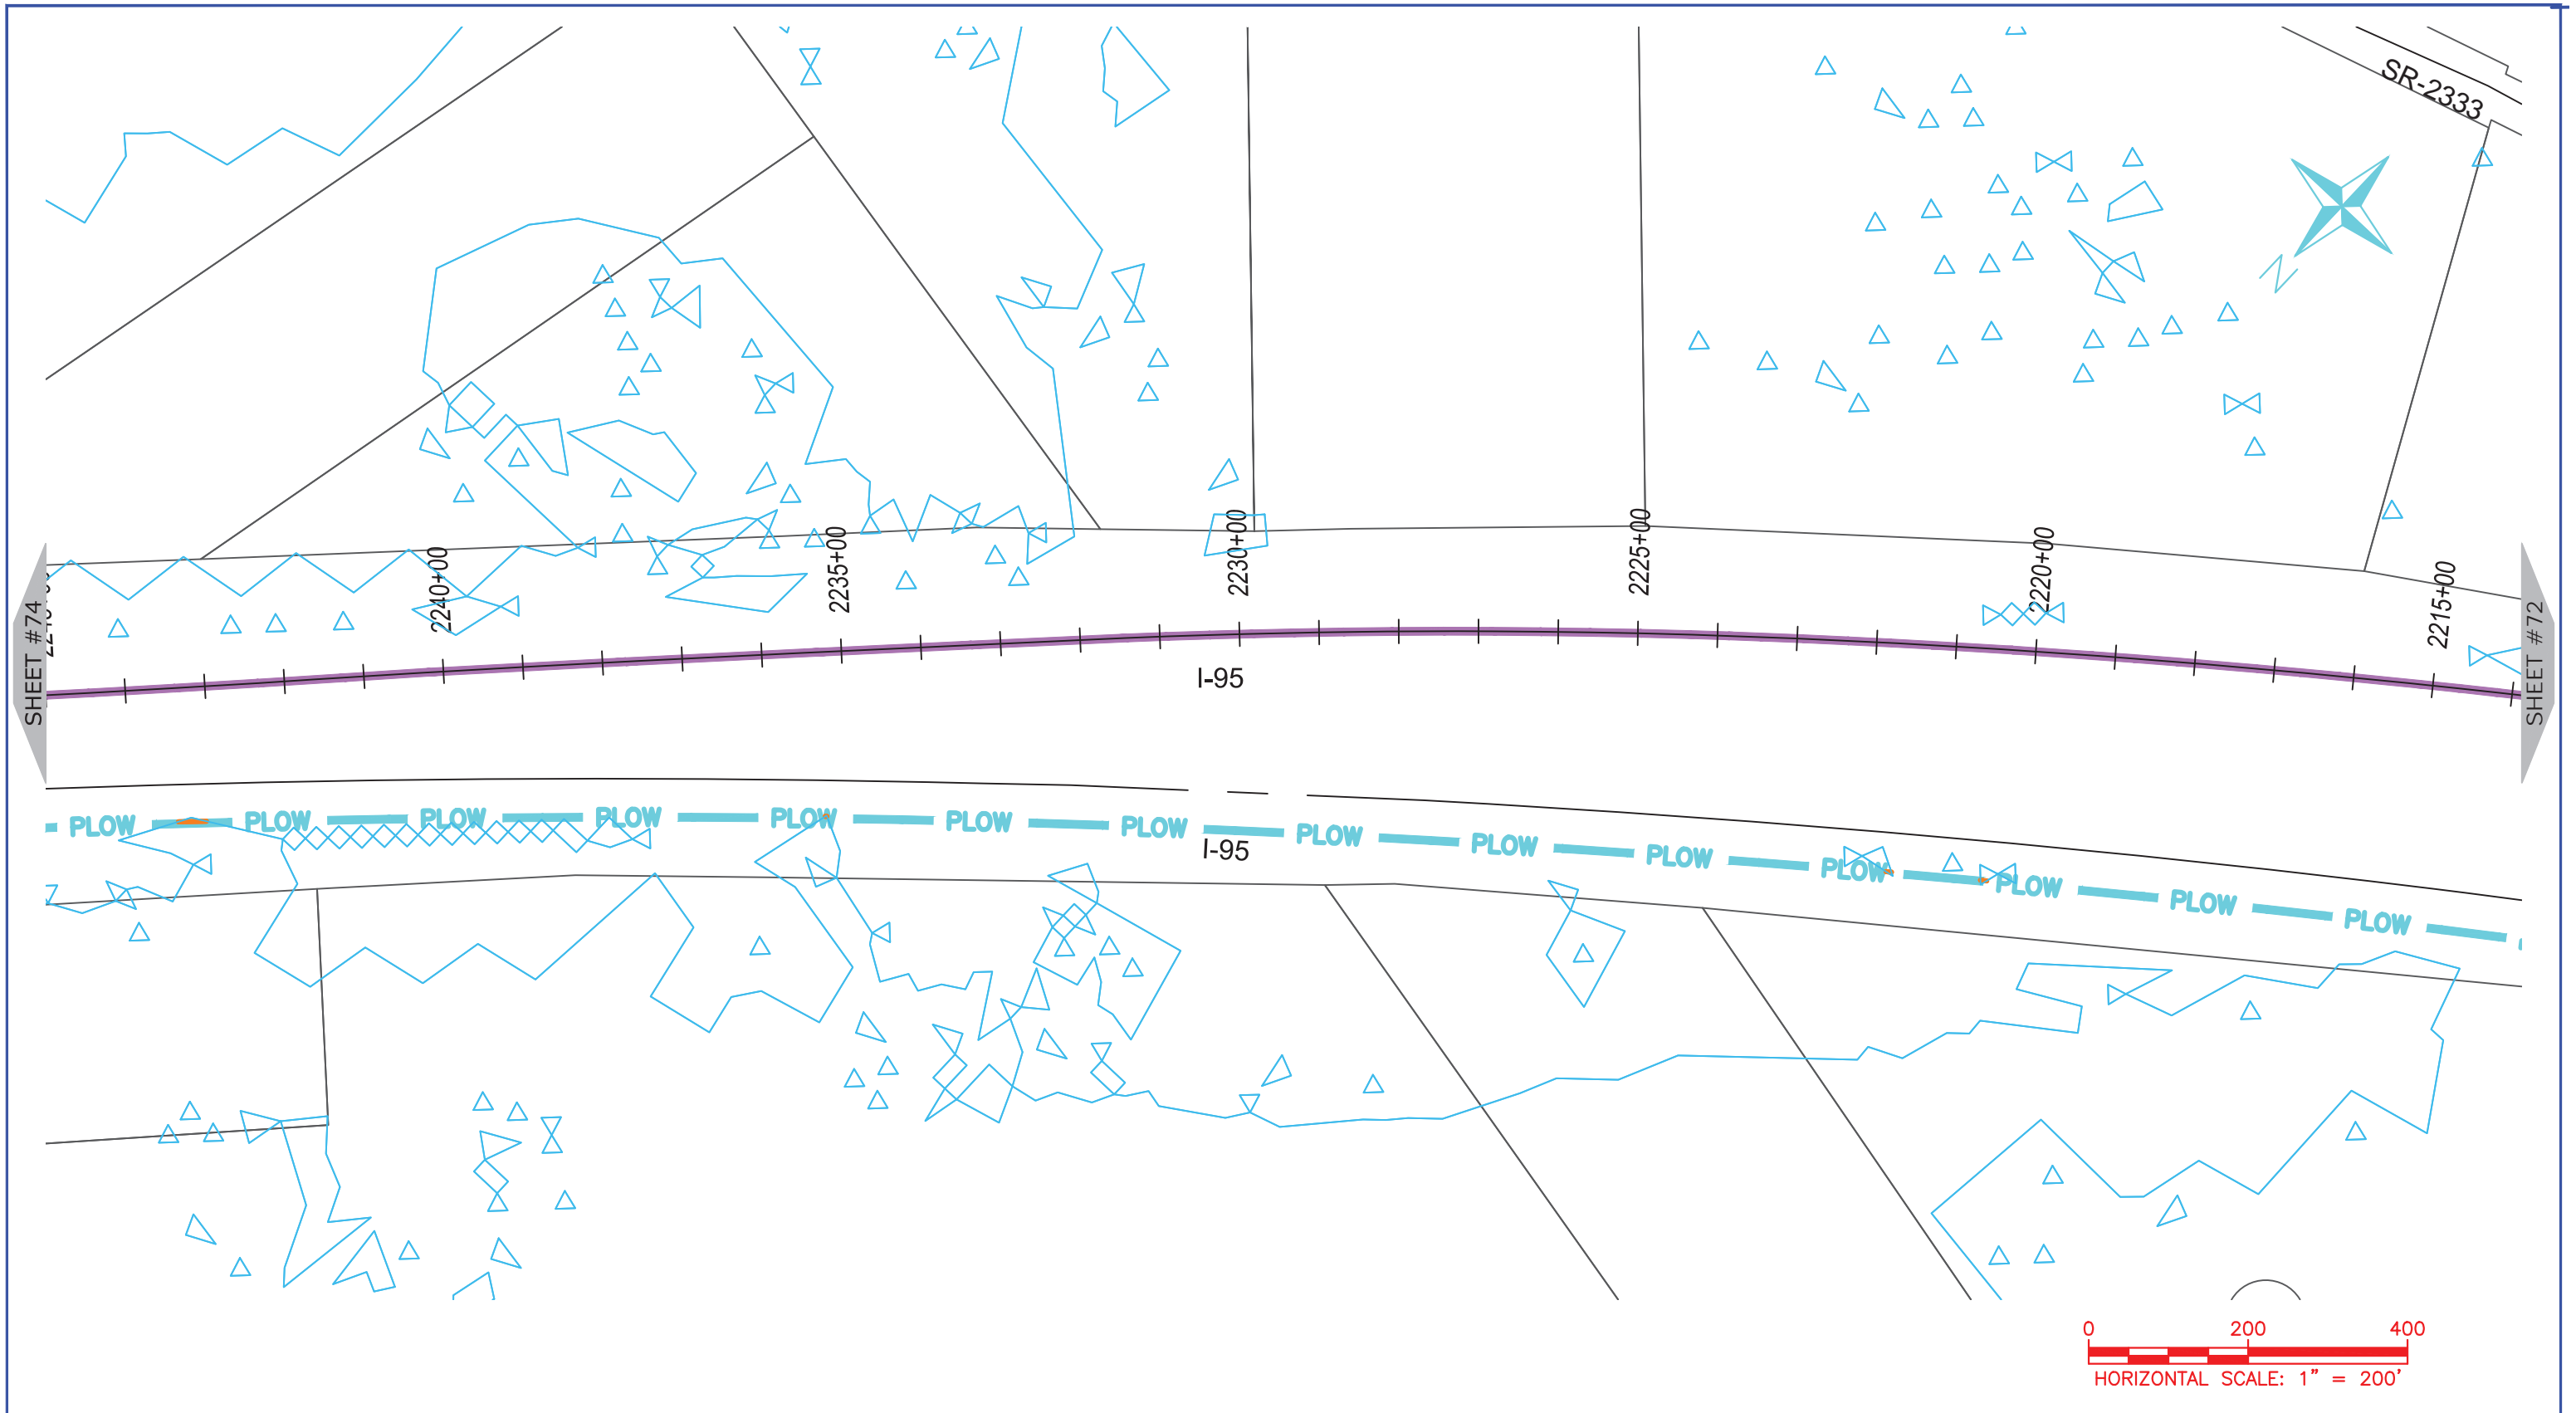 SR-2333
N
2240+00
2235+00
2230+00
2225+00
2220+00
2215+00
SHEET #74
SHEET #72
I-95
PLOW PLOW PLOW PLOW PLOW PLOW PLOW PLOW PLOW PLOW PLOW PLOW PLOW PLOW
I-95
0 200 400
HORIZONTAL SCALE: 1" = 200'